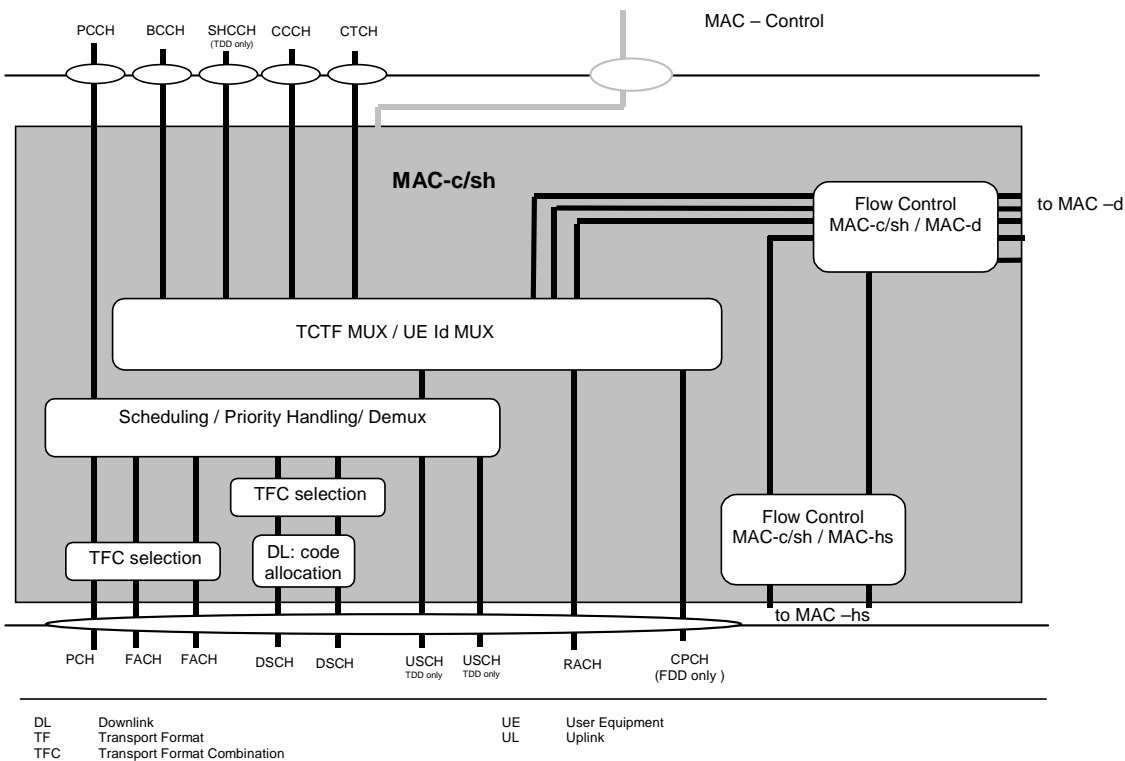 MAC – Control
PCCH BCCH SHCCH CCCH CTCH
(TDD only)
MAC-c/sh
Flow Control
MAC-c/sh / MAC-d
to MAC –d
TCTF MUX / UE Id MUX
Scheduling / Priority Handling/ Demux
TFC selection
Flow Control
MAC-c/sh / MAC-hs
TFC selection
DL: code
allocation
to MAC –hs
PCH FACH FACH DSCH DSCH USCH USCH RACH CPCH
TDD only TDD only (FDD only )
DL Downlink UE User Equipment
TF Transport Format UL Uplink
TFC Transport Format Combination